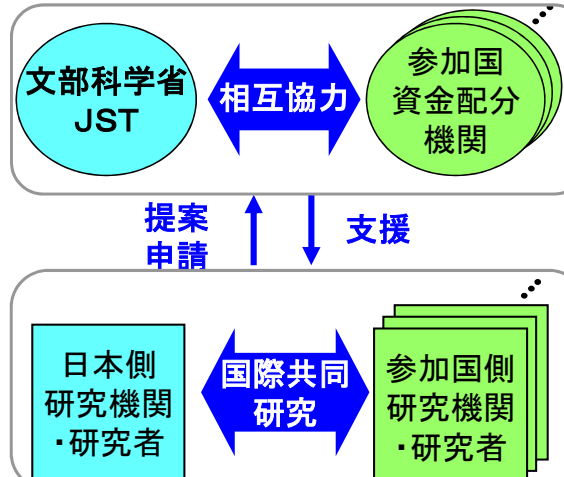 文部科学省
JST
相互協力
参加国
資金配分
機関
提案
申請
支援
日本側
研究機関
・研究者
国際共同
研究
参加国側
研究機関
・研究者